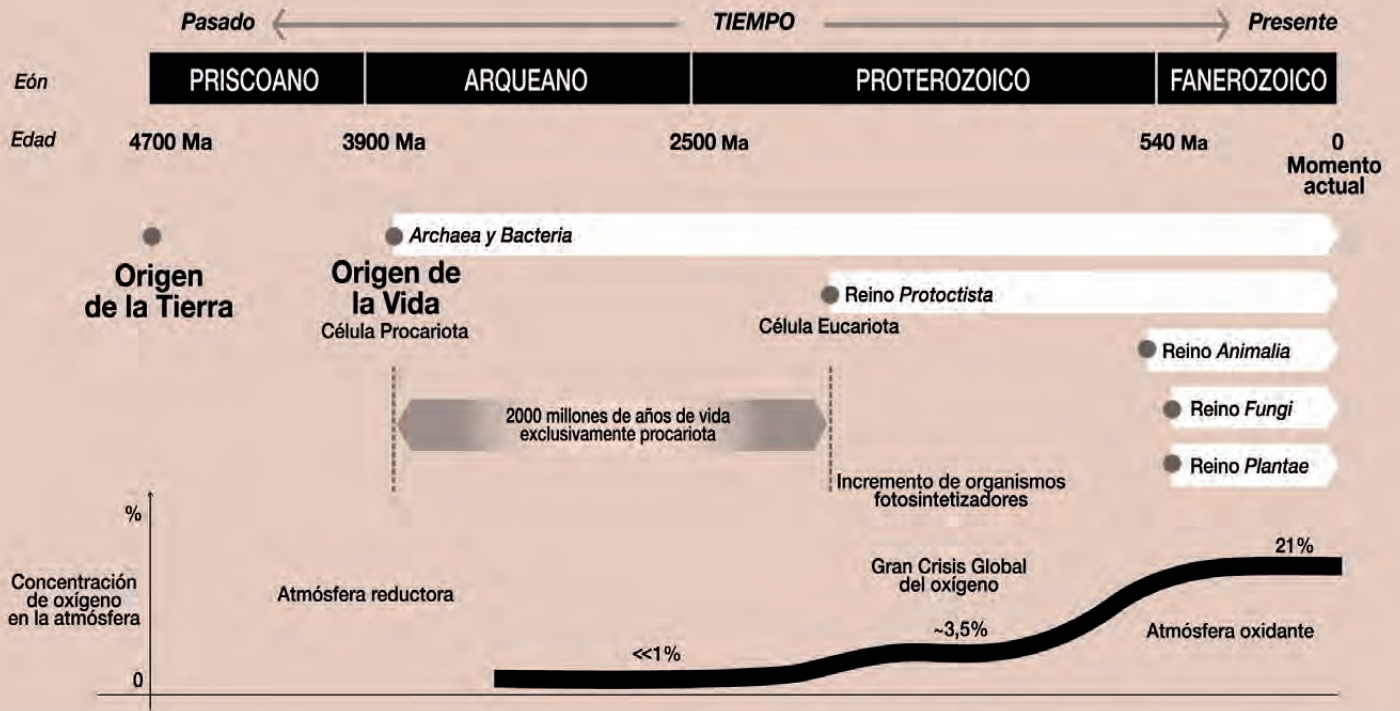 Pasado TIEMPO Presente
Eón PRISCOANO ARQUEANO PROTEROZOICO FANEROZOICO
Edad 4700 Ma 3900 Ma 2500 Ma 540 Ma 0
Momento
actual
Archaea y Bacteria
Origen
de la Tierra
Origen de
la Vida
Célula Procariota
Reino Protoctista
Célula Eucariota
Reino Animalia
Reino Fungi
Reino Plantae
2000 millones de años de vida
exclusivamente procariota
Incremento de organismos
fotosintetizadores
%
Concentración
de oxígeno
en la atmósfera
0
Atmósfera reductora
<<1%
Gran Crisis Global
del oxígeno
~3,5%
21%
Atmósfera oxidante